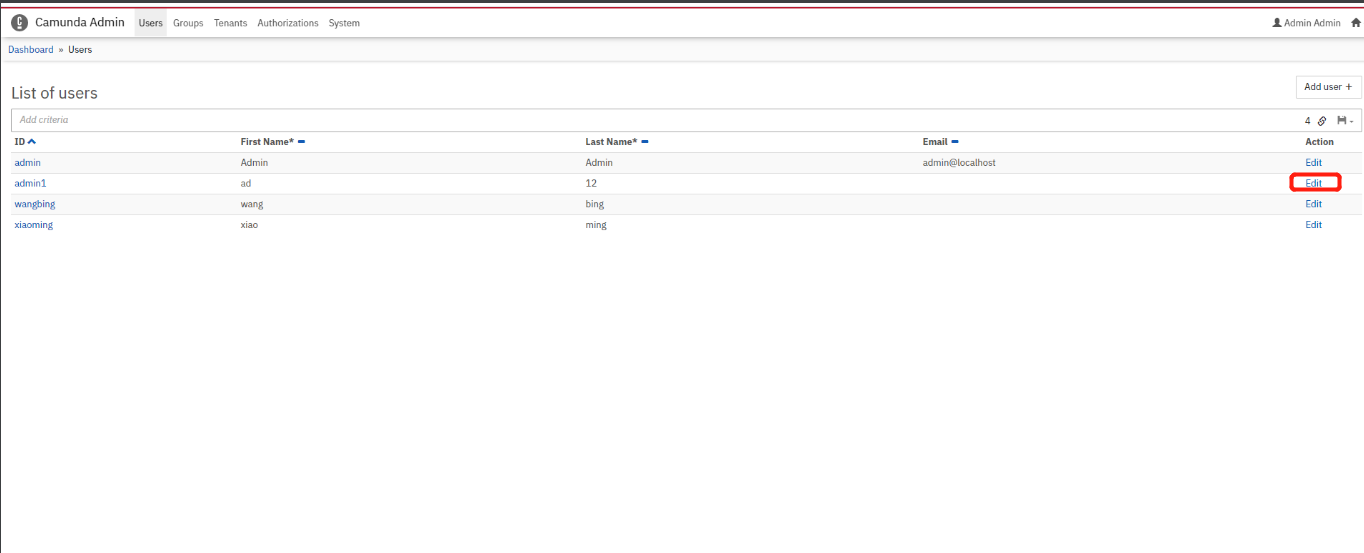 Camunda Admin Users Groups Tenants Authorizations System Admin Admin
Dashboard » Users
List of users Add user +
Add criteria 4
ID First Name* Last Name* Email Action
admin Admin Admin admin@localhost Edit
admin1 ad 12 Edit
wangbing wang bing Edit
xiaoming xiao ming Edit